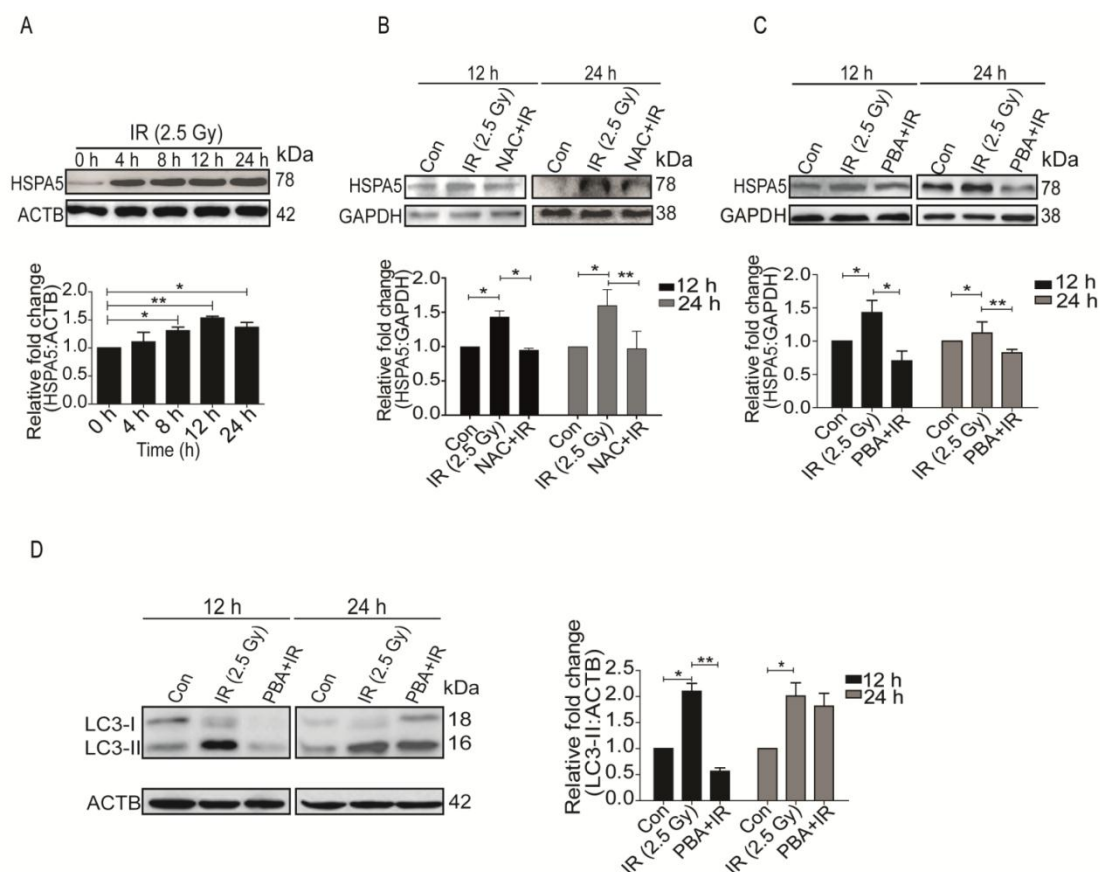 A
IR (2.5 Gy)
0 h 4 h 8 h 12 h 24 h kDa
HSPA5 78
ACTB 42
Relative fold change
(HSPA5:ACTB)
1.5
1.0
0.5
0.0
*
**
*
0 h 4 h 8 h 12 h 24 h
Time (h)
B
12 h 24 h
Con IR (2.5 Gy) NAC+IR Con IR (2.5 Gy) NAC+IR kDa
HSPA5 78
GAPDH 38
Relative fold change
(HSPA5:GAPDH)
2.0
1.5
1.0
0.5
0.0
* * * **
12 h
24 h
Con IR (2.5 Gy) NAC+IR Con IR (2.5 Gy) NAC+IR
C
12 h 24 h
Con IR (2.5 Gy) PBA+IR Con IR (2.5 Gy) PBA+IR kDa
HSPA5 78
GAPDH 38
Relative fold change
(HSPA5:GAPDH)
2.0
1.5
1.0
0.5
0.0
* * * **
12 h
24 h
Con IR (2.5 Gy) PBA+IR Con IR (2.5 Gy) PBA+IR
D
12 h 24 h
Con IR (2.5 Gy) PBA+IR Con IR (2.5 Gy) PBA+IR kDa
LC3-I 18
LC3-II 16
ACTB 42
Relative fold change
(LC3-II:ACTB)
2.5
2.0
1.5
1.0
0.5
0.0
* ** *
12 h
24 h
Con IR (2.5 Gy) PBA+IR Con IR (2.5 Gy) PBA+IR